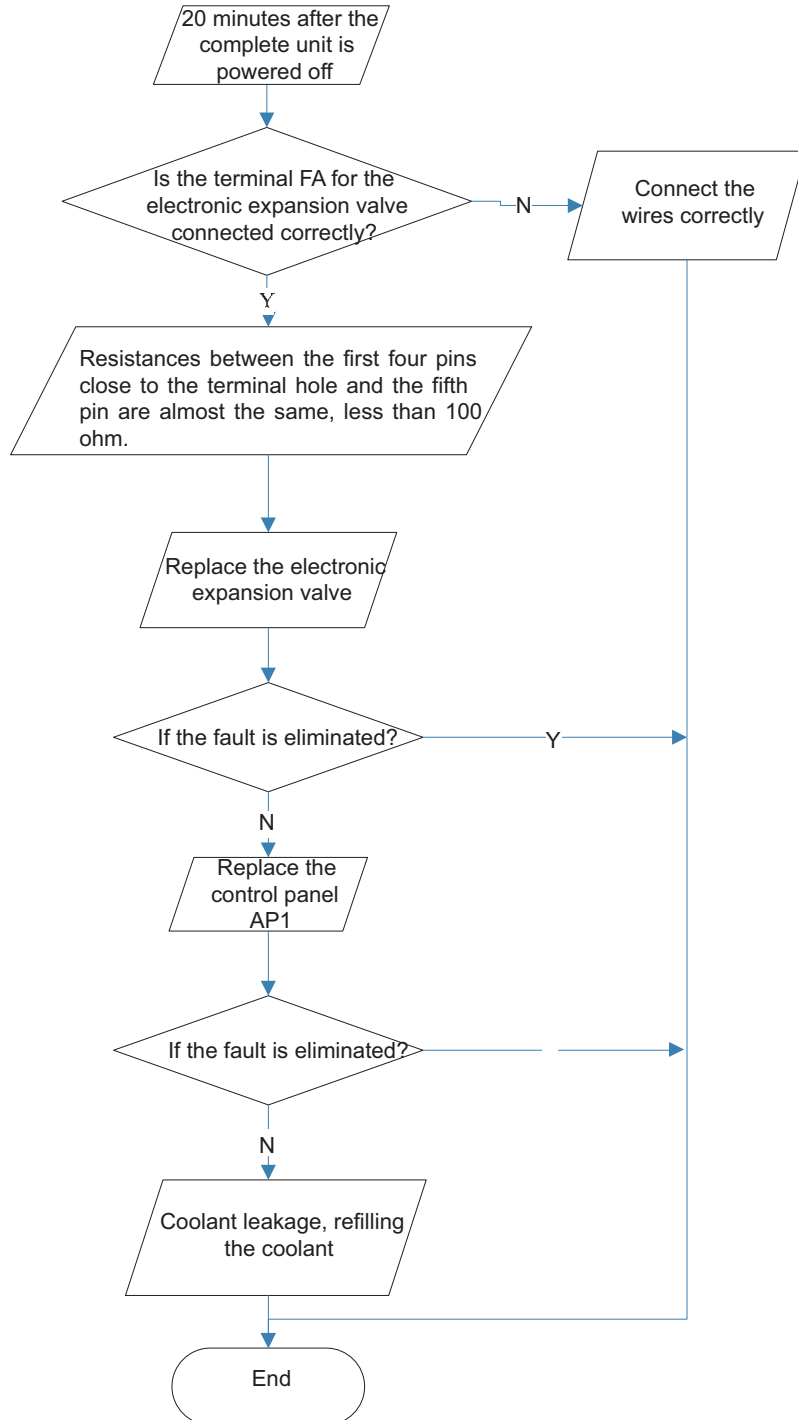 20 minutes after the
complete unit is
powered off
Is the terminal FA for the
electronic expansion valve
connected correctly?
N
Connect the
wires correctly
Y
Resistances between the first four pins
close to the terminal hole and the fifth
pin are almost the same, less than 100
ohm.
Replace the electronic
expansion valve
If the fault is eliminated?
Y
N
Replace the
control panel
AP1
If the fault is eliminated?
N
Coolant leakage, refilling
the coolant
End